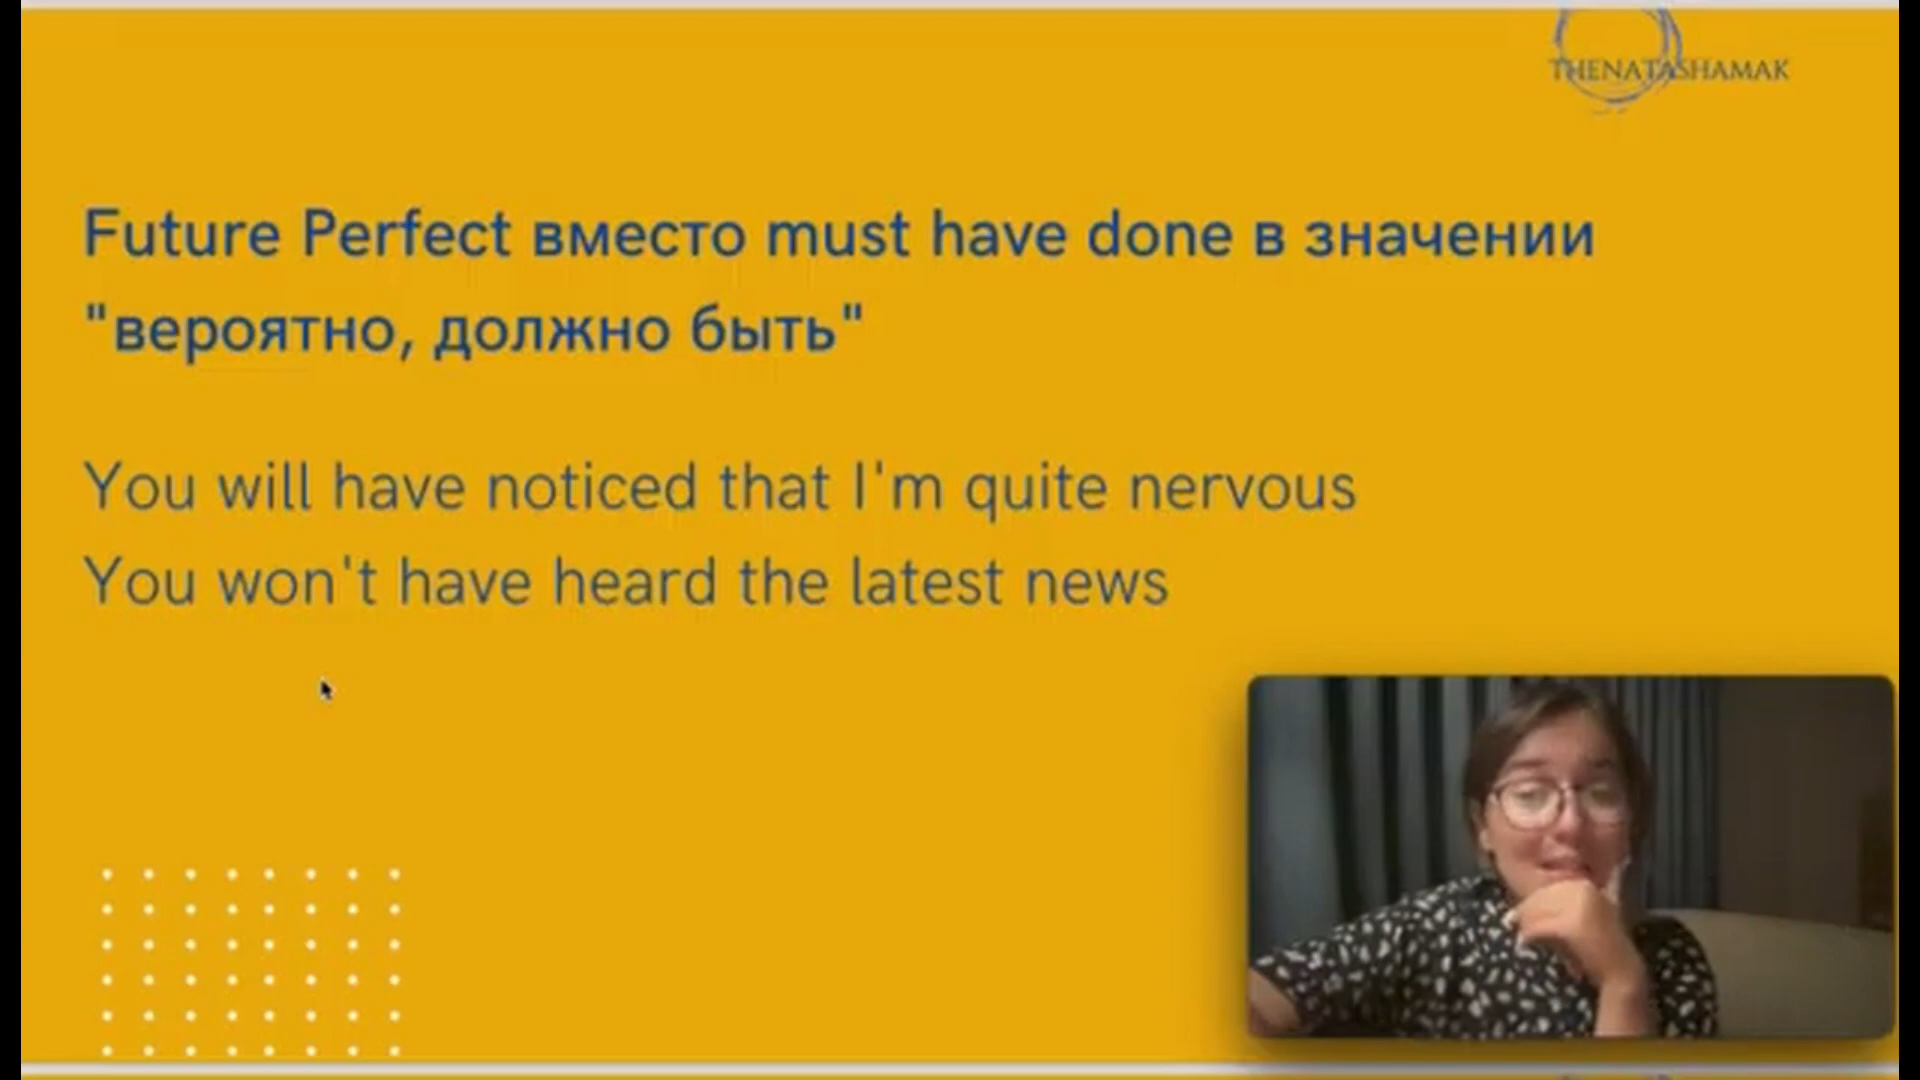 THENATASHAMAK
Future Perfect вместо must have done в значении
"вероятно, должно быть"
You will have noticed that I'm quite nervous
You won't have heard the latest news